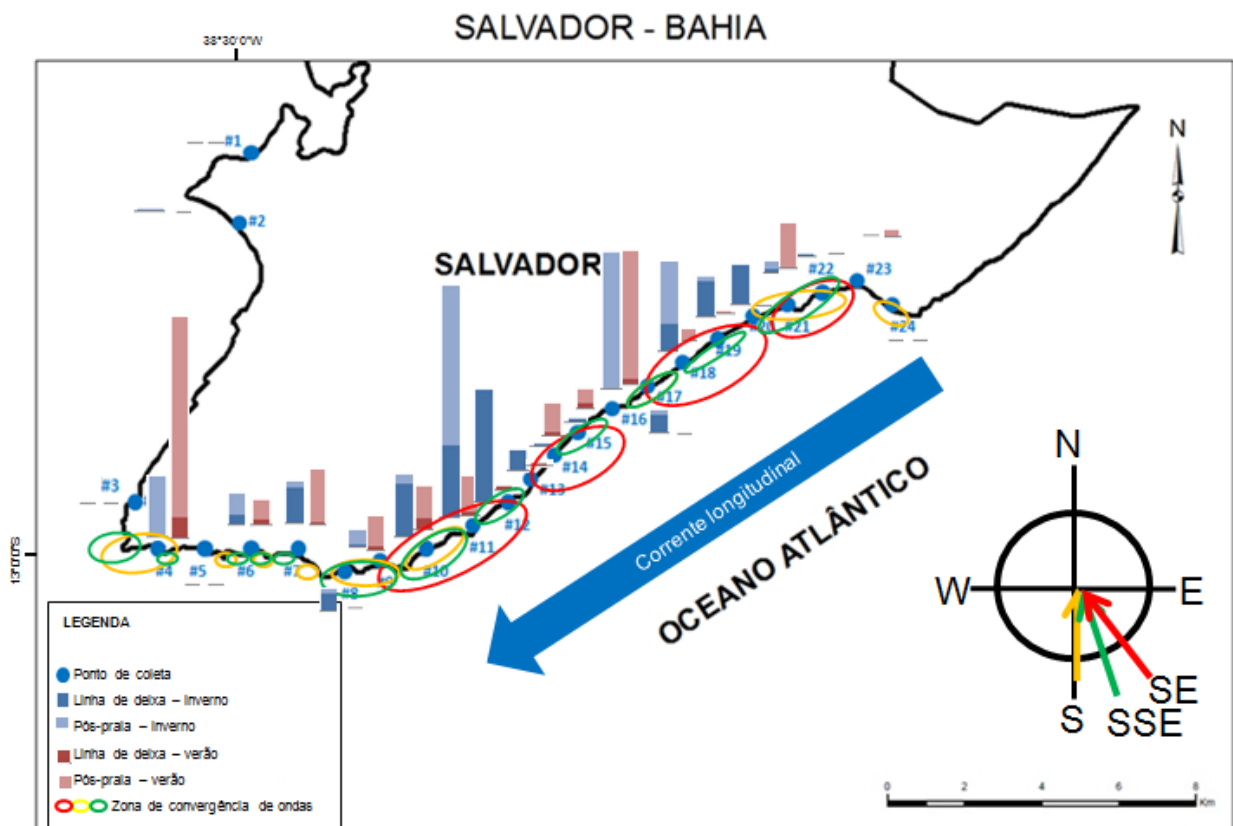 SALVADOR - BAHIA
38°30'0"W
N
#1
#2
SALVADOR
#22
#23
#20
#21
#24
#19
#18
#17
#16
#15
#14
#13
#12
#11
#10
#3
#4
#5
#6
#7
#8
13°0'0"S
Corrente longitudinal
OCEANO ATLÂNTICO
N
W
E
S
SE
SSE
LEGENDA
Ponto de coleta
Linha de deixa – Inverno
Pós-praia – Inverno
Linha de deixa – verão
Pós-praia – verão
Zona de convergência de ondas
0 2 4 6 8
Km